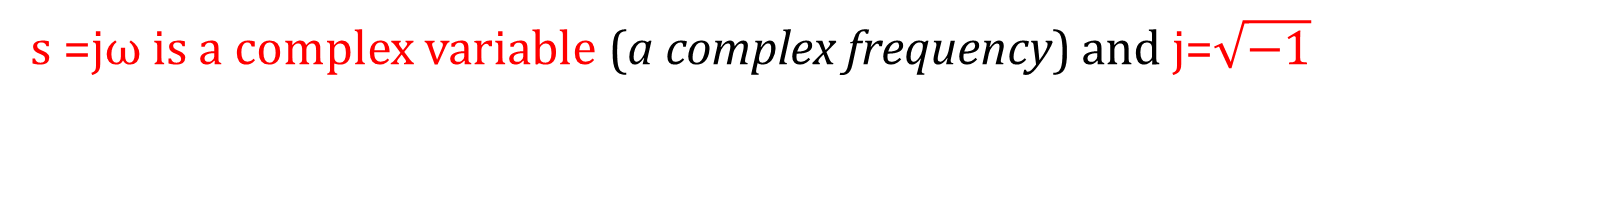 s =jω is a complex variable (a complex frequency) and j=√−1